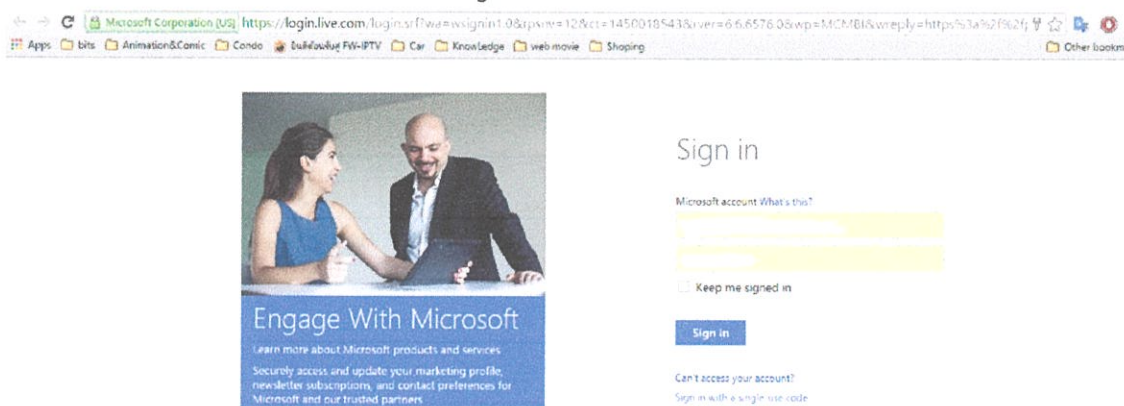 Microsoft Corporation [US] https://login.live.com/login.srf?wa=wsignin1.0&rpsnv=12&ct=1450018543&rver=6.6.6576.0&wp=MCMBI&wreply=https%3a%2f%2f
Apps bits Animation&Comic Condo FW-IPTV Car KnowLedge web movie Shoping Other bookm
Sign in
Microsoft account What's this?
Keep me signed in
Sign in
Can't access your account?
Sign in with a single-use code
Engage With Microsoft
Learn more about Microsoft products and services
Securely access and update your marketing profile,
newsletter subscriptions, and contact preferences for
Microsoft and our trusted partners